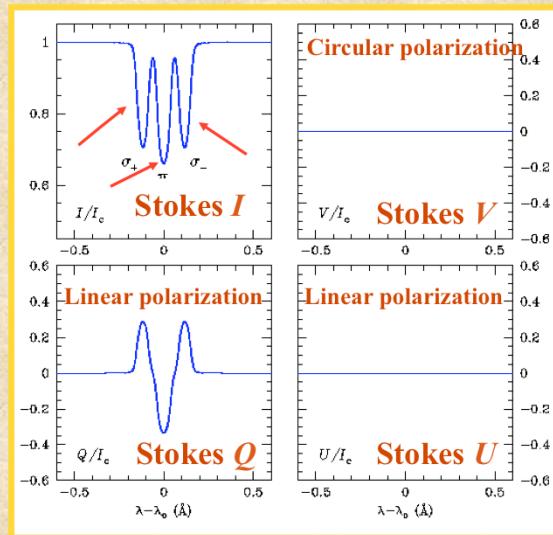 1
0.8
0.6
σ₊
π
σ₋
I/I_c
Stokes I
−0.5
0
0.5
Circular polarization
0.6
0.4
0.2
0
−0.2
−0.4
−0.6
V/I_c
Stokes V
−0.5
0
0.5
0.6
0.4
0.2
0
−0.2
−0.4
−0.6
Linear polarization
Q/I_c
Stokes Q
−0.5
0
0.5
λ−λ₀ (Å)
Linear polarization
0.6
0.4
0.2
0
−0.2
−0.4
−0.6
U/I_c
Stokes U
−0.5
0
0.5
λ−λ₀ (Å)